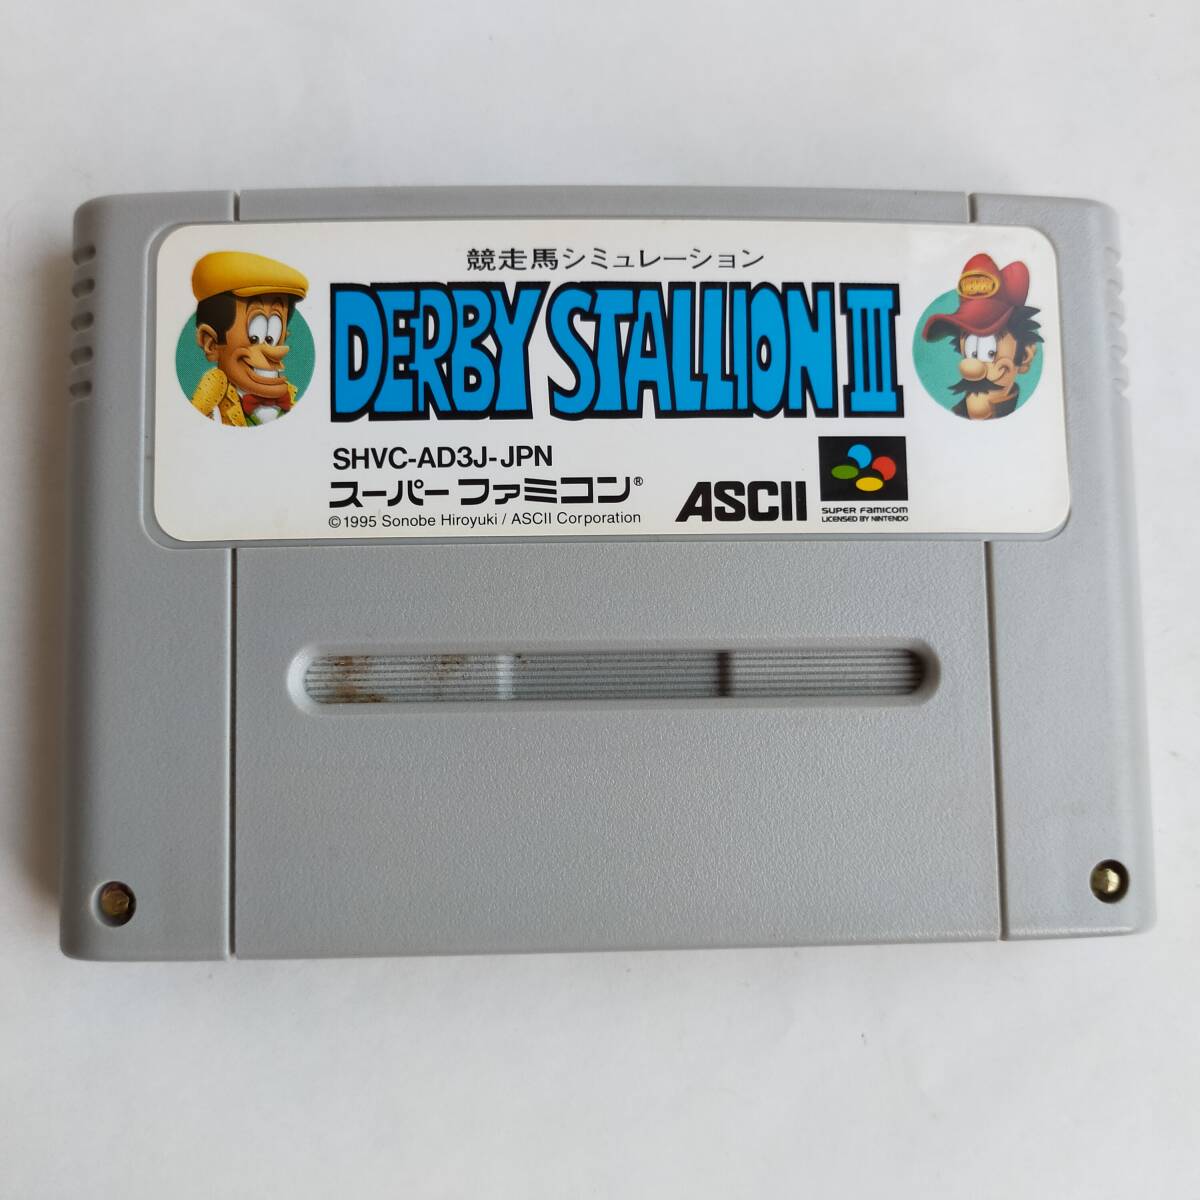 競走馬シミュレーション
DERBY STALLION III
SHVC-AD3J-JPN
スーパーファミコン®
© 1995 Sonobe Hiroyuki / ASCII Corporation
ASCII
SUPER FAMICOM
LICENSED BY NINTENDO